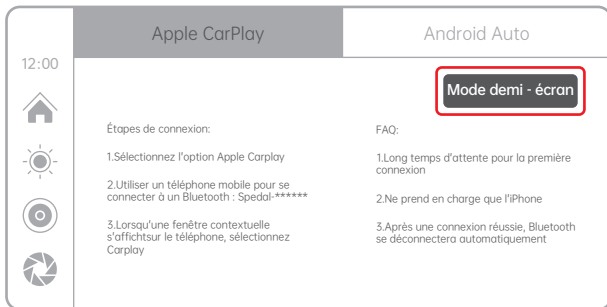 Apple CarPlay
Android Auto
12:00
Mode demi - écran
Étapes de connexion:
1.Sélectionnez l'option Apple Carplay
2.Utiliser un téléphone mobile pour se
connecter à un Bluetooth : Spedal-******
3.Lorsqu'une fenêtre contextuelle
s'affichtsur le téléphone, sélectionnez
Carplay
FAQ:
1.Long temps d'attente pour la première
connexion
2.Ne prend en charge que l'iPhone
3.Après une connexion réussie, Bluetooth
se déconnectera automatiquement